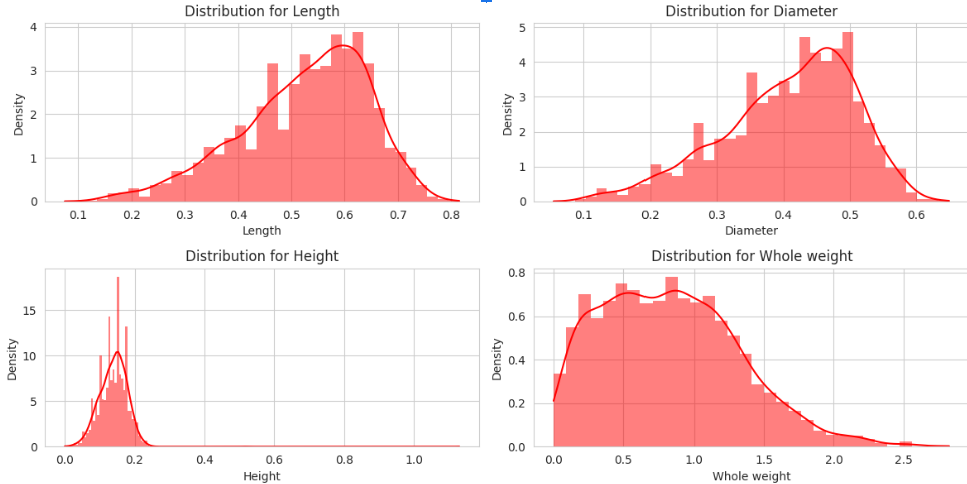 Distribution for Length
Density
4
3
2
1
0
0.1 0.2 0.3 0.4 0.5 0.6 0.7 0.8
Length
Distribution for Diameter
Density
5
4
3
2
1
0
0.1 0.2 0.3 0.4 0.5 0.6
Diameter
Distribution for Height
Density
15
10
5
0
0.0 0.2 0.4 0.6 0.8 1.0
Height
Distribution for Whole weight
Density
0.8
0.6
0.4
0.2
0.0
0.0 0.5 1.0 1.5 2.0 2.5
Whole weight